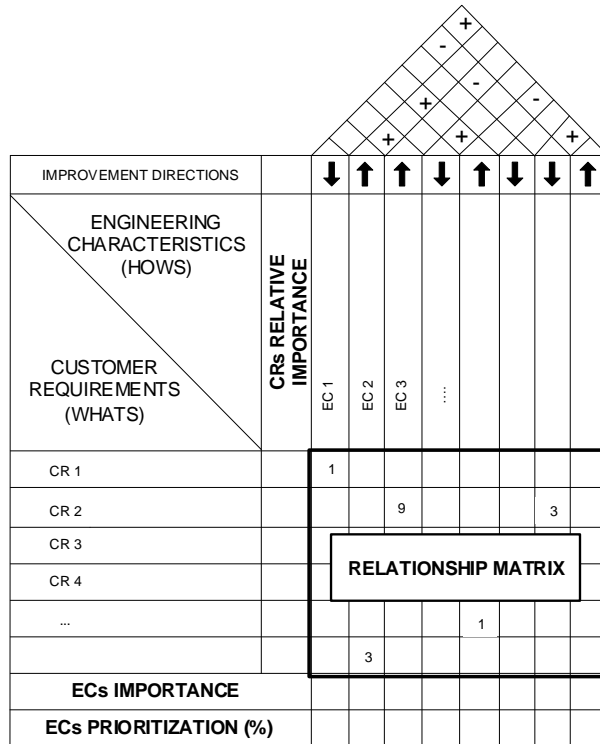 +
-
-
+
-
+
+
+
IMPROVEMENT DIRECTIONS
ENGINEERING
CHARACTERISTICS
(HOWS)
CUSTOMER
REQUIREMENTS
(WHATS)
CRs RELATIVE
IMPORTANCE
EC 1
EC 2
EC 3
....
CR 1
1
CR 2
9
3
CR 3
CR 4
RELATIONSHIP MATRIX
...
1
3
ECs IMPORTANCE
ECs PRIORITIZATION (%)